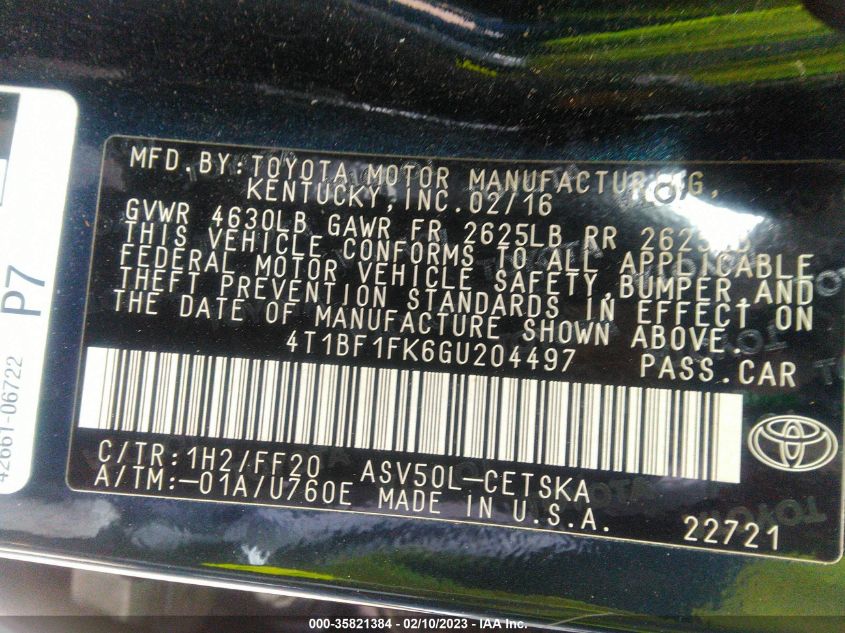 MFD. BY: TOYOTA MOTOR MANUFACTURING,
KENTUCKY, INC. 02/16
GVWR 4630LB GAWR FR 2625LB RR
THIS VEHICLE CONFORMS TO ALL APPLICABLE
FEDERAL MOTOR VEHICLE SAFETY, BUMPER, AND
THEFT PREVENTION STANDARDS IN EFFECT ON
THE DATE OF MANUFACTURE SHOWN ABOVE.
4T1BF1FK6GU204497 PASS.CAR
C/TR:1H2/FF20 ASV50L-CETSKA
A/TM:-01A/U760E MADE IN U.S.A.
22721
P7
42661-06722
000-35821384 — 02/10/2023 — IAA Inc.